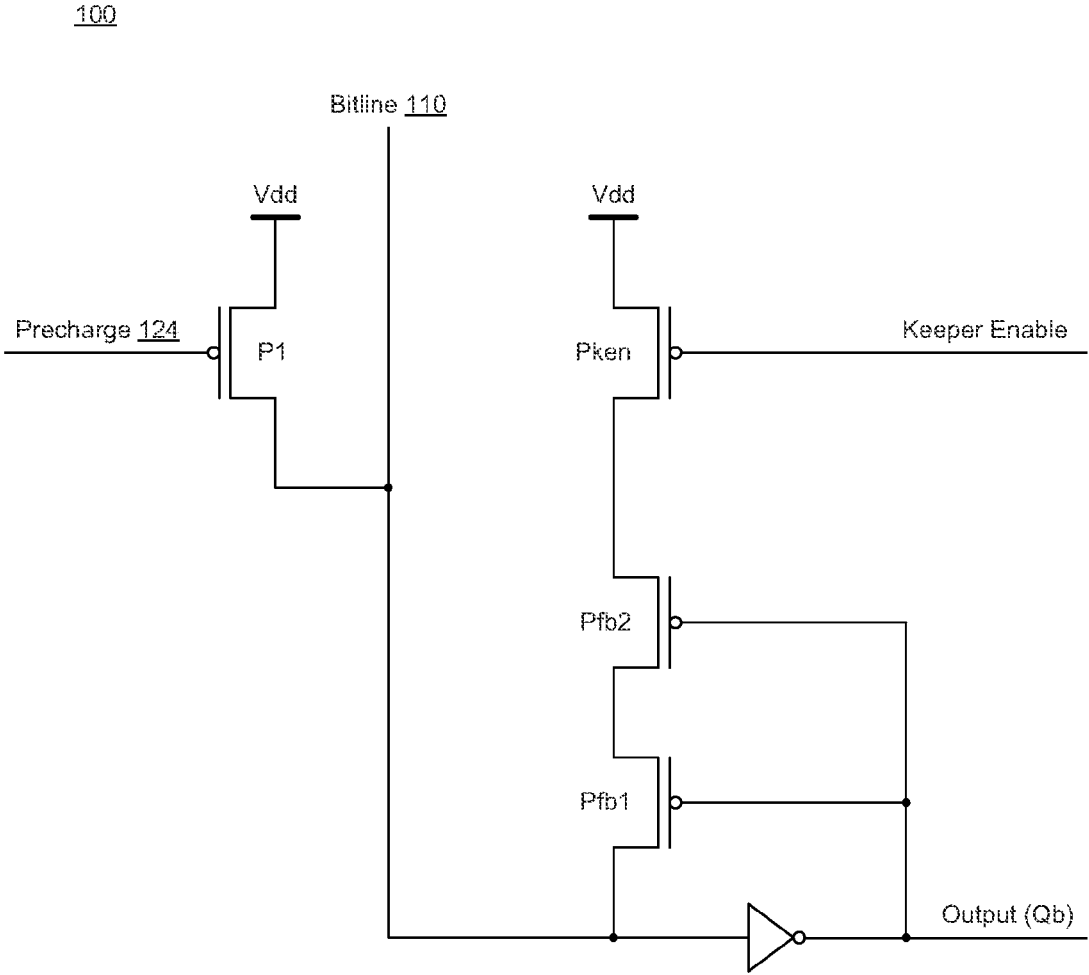 100
Bitline 110
Vdd
Vdd
Precharge 124
P1
Pken
Keeper Enable
Pfb2
Pfb1
Output (Qb)